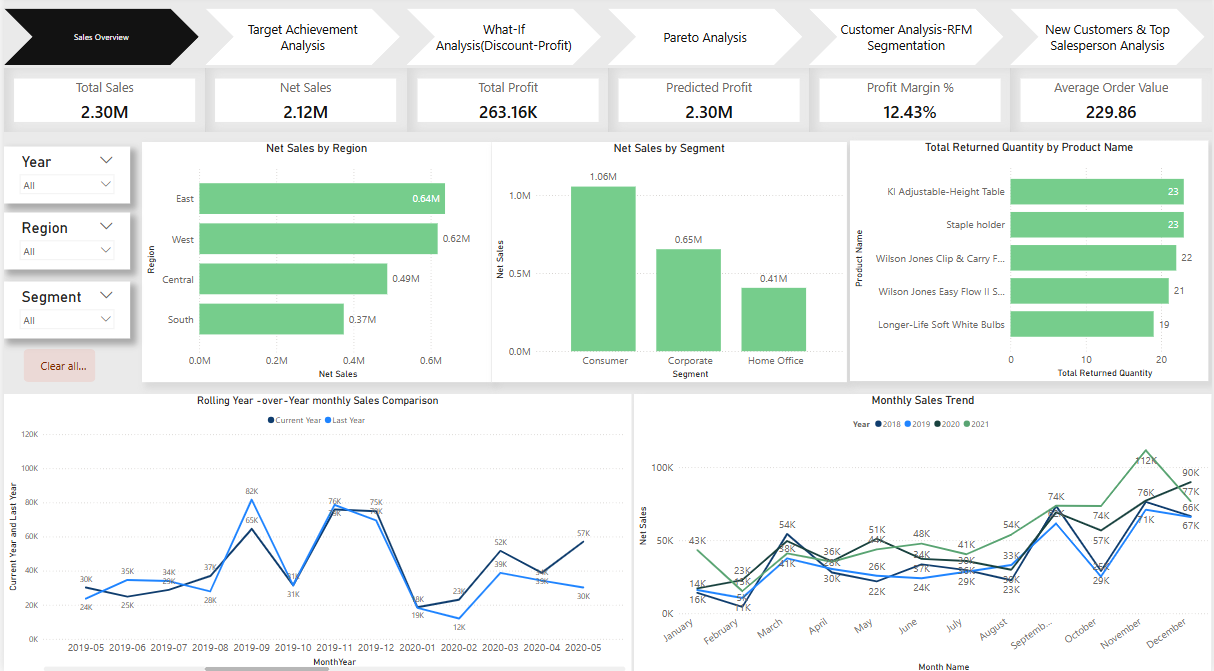 Sales Overview
Target Achievement
Analysis
What-If
Analysis(Discount-Profit)
Pareto Analysis
Customer Analysis-RFM
Segmentation
New Customers & Top
Salesperson Analysis
Total Sales
2.30M
Net Sales
2.12M
Total Profit
263.16K
Predicted Profit
2.30M
Profit Margin %
12.43%
Average Order Value
229.86
Year
All
Region
All
Segment
All
Clear all...
Net Sales by Region
Region
East
0.64M
West
0.62M
Central
0.49M
South
0.37M
0.0M 0.2M 0.4M 0.6M
Net Sales
Net Sales by Segment
Net Sales
1.0M
0.5M
0.0M
1.06M
0.65M
0.41M
Consumer Corporate Home Office
Segment
Total Returned Quantity by Product Name
Product Name
KI Adjustable-Height Table 23
Staple holder 23
Wilson Jones Clip & Carry F... 22
Wilson Jones Easy Flow II S... 21
Longer-Life Soft White Bulbs 19
0 10 20
Total Returned Quantity
Rolling Year -over-Year monthly Sales Comparison
Current Year Last Year
Current Year and Last Year
120K
100K
80K
60K
40K
20K
0K
30K
24K
35K
25K
34K
37K
28K
82K
65K
31K
76K
75K
19K
23K
12K
52K
39K
57K
30K
2019-05 2019-06 2019-07 2019-08 2019-09 2019-10 2019-11 2019-12 2020-01 2020-02 2020-03 2020-04 2020-05
MonthYear
Monthly Sales Trend
Year 2018 2019 2020 2021
Net Sales
100K
50K
0K
43K
14K
16K
23K
11K
54K
38K
41K
36K
30K
51K
26K
22K
48K
24K
41K
29K
54K
33K
23K
74K
74K
57K
29K
112K
76K
71K
90K
77K
66K
67K
January February March April May June July August Septemb... October November December
Month Name